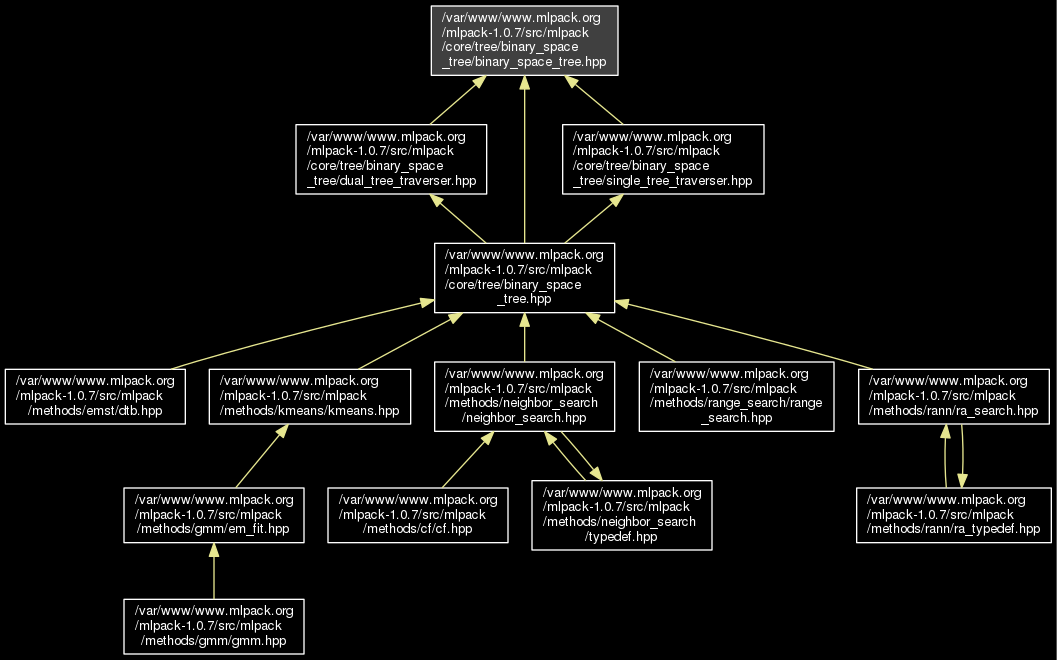 /var/www/www.mlpack.org
/mlpack-1.0.7/src/mlpack
/core/tree/binary_space
_tree/binary_space_tree.hpp
/var/www/www.mlpack.org
/mlpack-1.0.7/src/mlpack
/core/tree/binary_space
_tree/dual_tree_traverser.hpp
/var/www/www.mlpack.org
/mlpack-1.0.7/src/mlpack
/core/tree/binary_space
_tree/single_tree_traverser.hpp
/var/www/www.mlpack.org
/mlpack-1.0.7/src/mlpack
/core/tree/binary_space
_tree.hpp
/var/www/www.mlpack.org
/mlpack-1.0.7/src/mlpack
/methods/emst/dtb.hpp
/var/www/www.mlpack.org
/mlpack-1.0.7/src/mlpack
/methods/kmeans/kmeans.hpp
/var/www/www.mlpack.org
/mlpack-1.0.7/src/mlpack
/methods/neighbor_search
/neighbor_search.hpp
/var/www/www.mlpack.org
/mlpack-1.0.7/src/mlpack
/methods/range_search/range
_search.hpp
/var/www/www.mlpack.org
/mlpack-1.0.7/src/mlpack
/methods/rann/ra_search.hpp
/var/www/www.mlpack.org
/mlpack-1.0.7/src/mlpack
/methods/gmm/em_fit.hpp
/var/www/www.mlpack.org
/mlpack-1.0.7/src/mlpack
/methods/cf/cf.hpp
/var/www/www.mlpack.org
/mlpack-1.0.7/src/mlpack
/methods/neighbor_search
/typedef.hpp
/var/www/www.mlpack.org
/mlpack-1.0.7/src/mlpack
/methods/rann/ra_typedef.hpp
/var/www/www.mlpack.org
/mlpack-1.0.7/src/mlpack
/methods/gmm/gmm.hpp